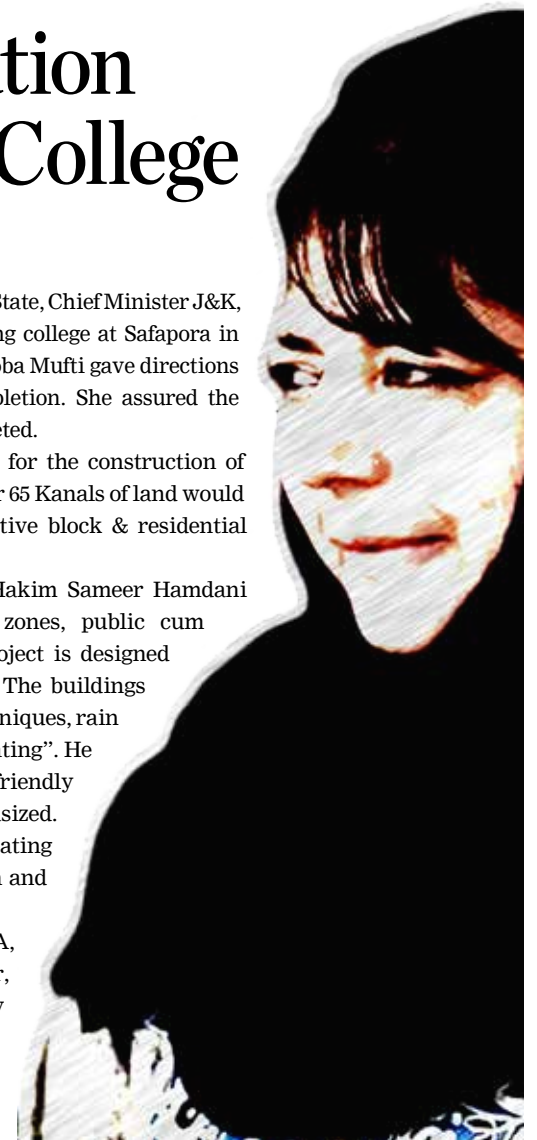 tion
College
State, Chief Minister J&K,
ng college at Safapora in
ba Mufti gave directions
pletion. She assured the
eted.
for the construction of
r 65 Kanals of land would
tive block & residential
Hakim Sameer Hamdani
zones, public cum
oject is designed
The buildings
niques, rain
ting”. He
friendly
sized.
ating
and
A,
r,
y